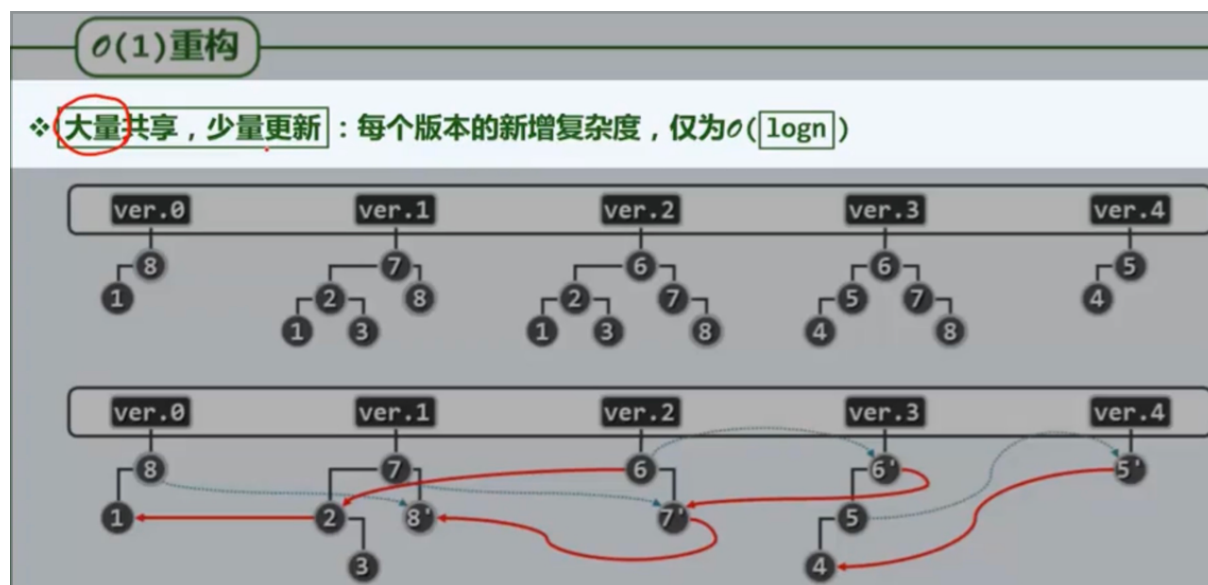 O(1)重构
❖ 大量共享，少量更新：每个版本的新增复杂度，仅为O(logn)
ver.0 ver.1 ver.2 ver.3 ver.4
8 7 6 6 5
1 2 8 2 7 5 7 4
1 3 1 3 8 4 8
ver.0 ver.1 ver.2 ver.3 ver.4
8 7 6 6' 5'
1 2 8' 7' 5
3 4